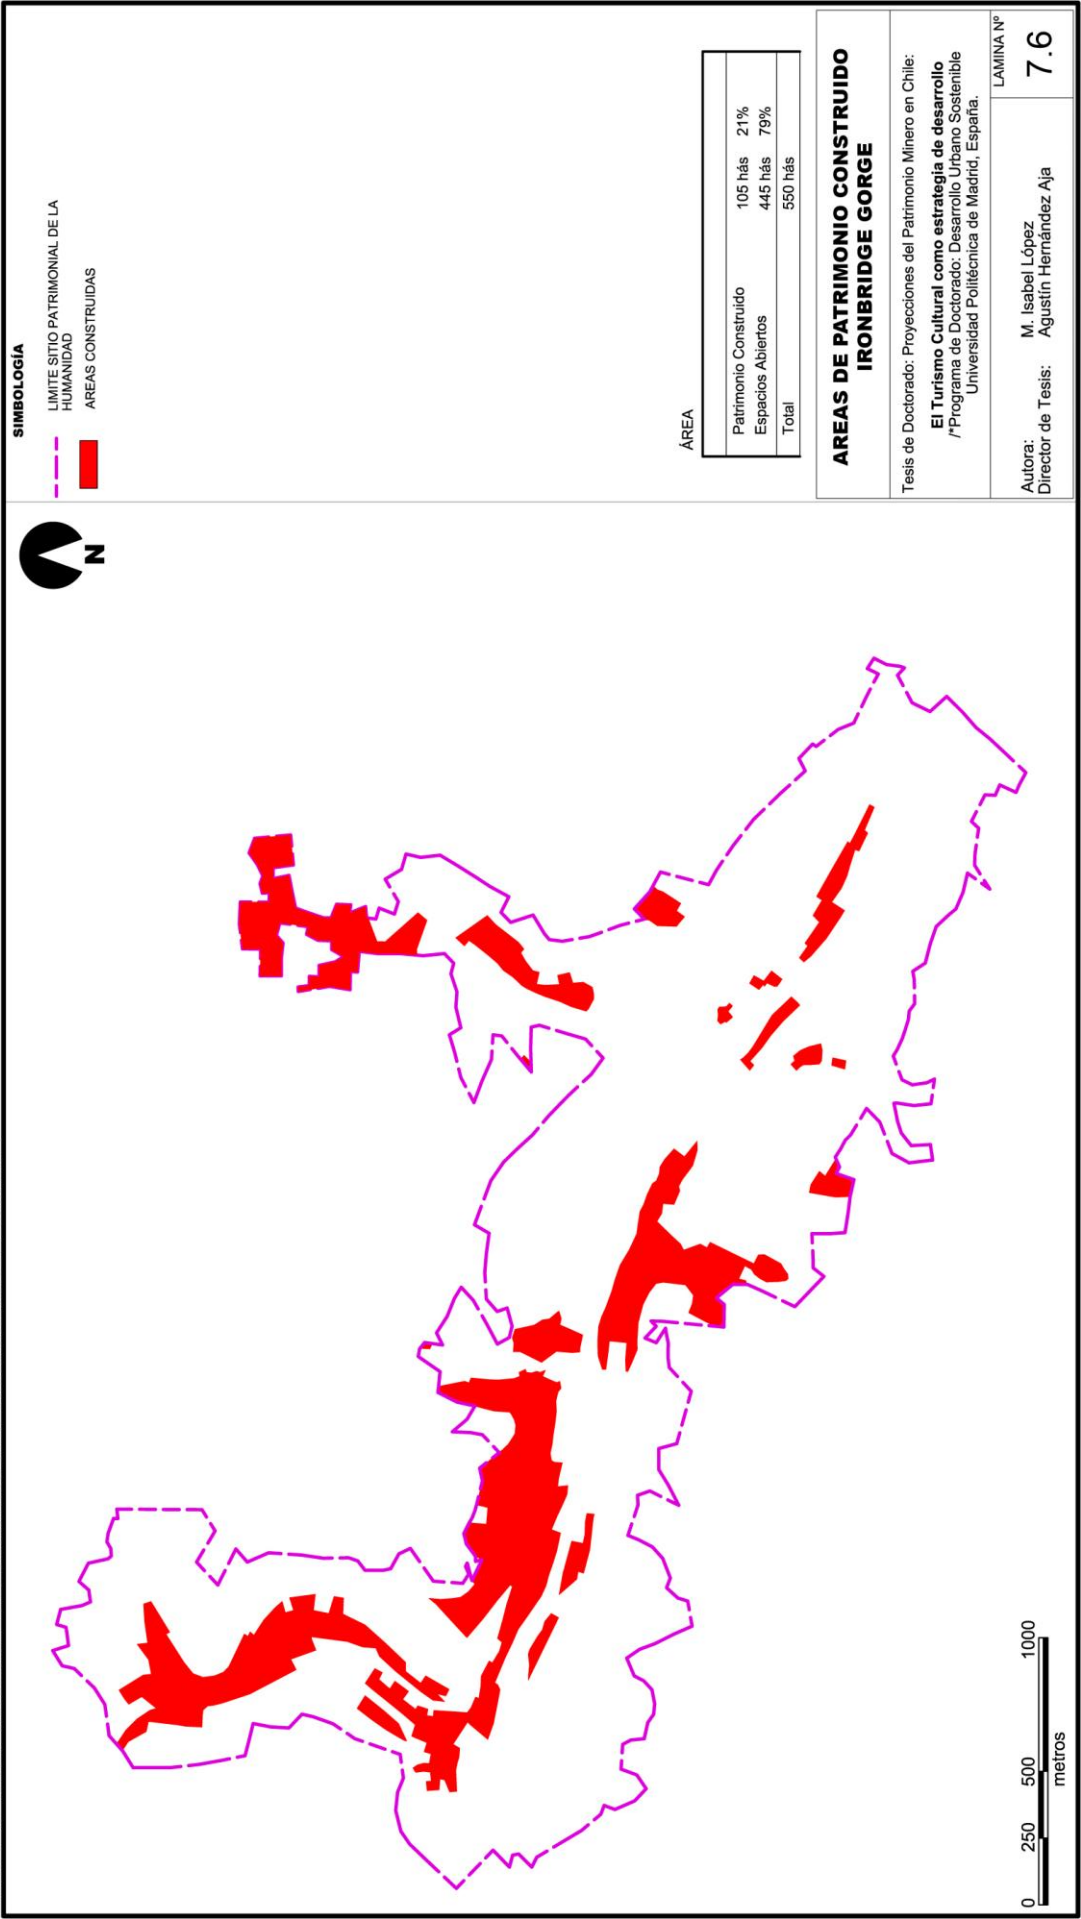 SIMBOLOGÍA
LIMITE SITIO PATRIMONIAL DE LA
HUMANIDAD
AREAS CONSTRUIDAS
N
ÁREA
Patrimonio Construido 105 hás 21%
Espacios Abiertos 445 hás 79%
Total 550 hás
AREAS DE PATRIMONIO CONSTRUIDO
IRONBRIDGE GORGE
Tesis de Doctorado: Proyecciones del Patrimonio Minero en Chile:
El Turismo Cultural como estrategia de desarrollo
/*Programa de Doctorado: Desarrollo Urbano Sostenible
Universidad Politécnica de Madrid, España.
Autora: M. Isabel López
Director de Tesis: Agustín Hernández Aja
LAMINA Nº
7.6
0 250 500 1000
metros